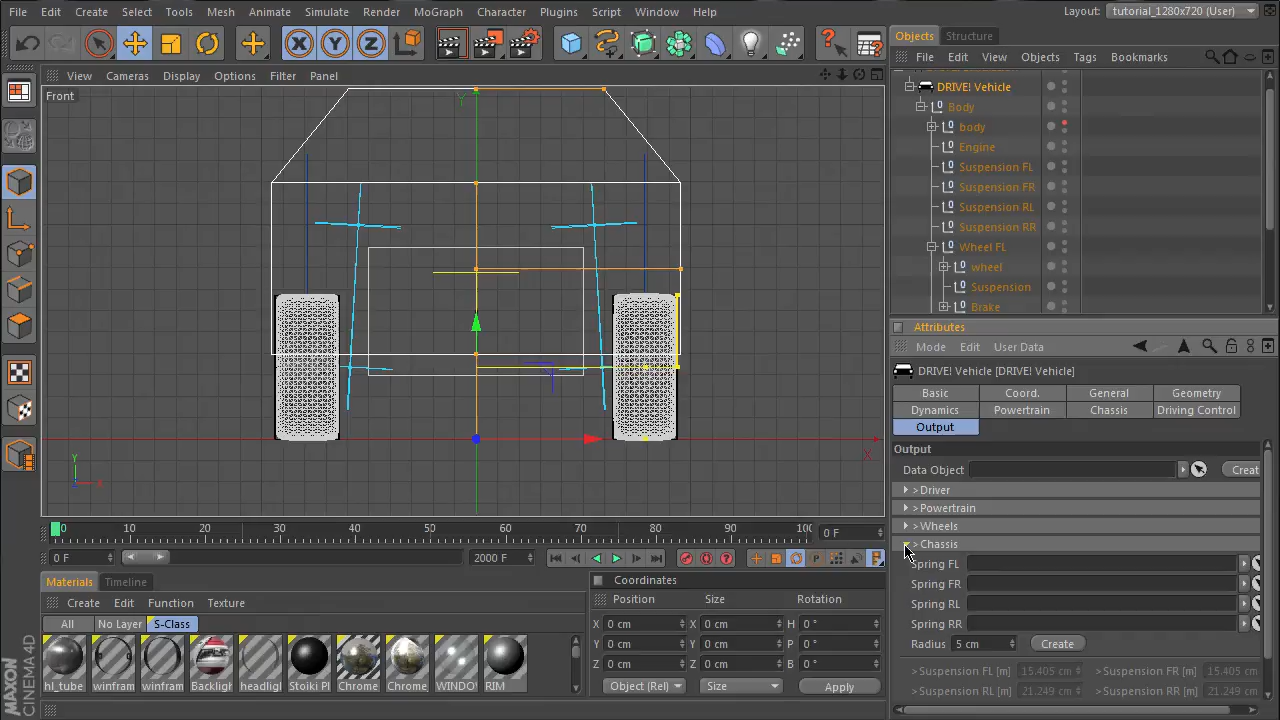 File Edit Create Select Tools Mesh Animate Simulate Render MoGraph Character Plugins Script Window Help Layout: tutorial_1280x720 (User)
Objects Structure
View Cameras Display Options Filter Panel
File Edit View Objects Tags Bookmarks
Front
Y
DRIVE! Vehicle
Body
body
Engine
Suspension FL
Suspension FR
Suspension RL
Suspension RR
Wheel FL
wheel
Suspension
Brake
X
Y
X
Attributes
Mode Edit User Data
DRIVE! Vehicle [DRIVE! Vehicle]
Basic Coord. General Geometry
Dynamics Powertrain Chassis Driving Control
Output
Output
Data Object Creat
> Driver
> Powertrain
> Wheels
> Chassis
Spring FL
Spring FR
Spring RL
Spring RR
Radius 5 cm Create
> Suspension FL [m] 15.405 cm > Suspension FR [m] 15.405 cm
> Suspension RL [m] 21.249 cm > Suspension RR [m] 21.249 cm
0 10 20 30 40 50 60 70 80 90 100 0 F
0 F 2000 F
P
Materials Timeline
Create Edit Function Texture
All No Layer S-Class
hl_tube winfram winfram Backligh headligl Stoiki Pl Chrome Chrome WINDO RIM
Coordinates
Position Size Rotation
X 0 cm X 0 cm H 0 °
Y 0 cm Y 0 cm P 0 °
Z 0 cm Z 0 cm B 0 °
Object (Rel) Size Apply
MAXON
CINEMA 4D